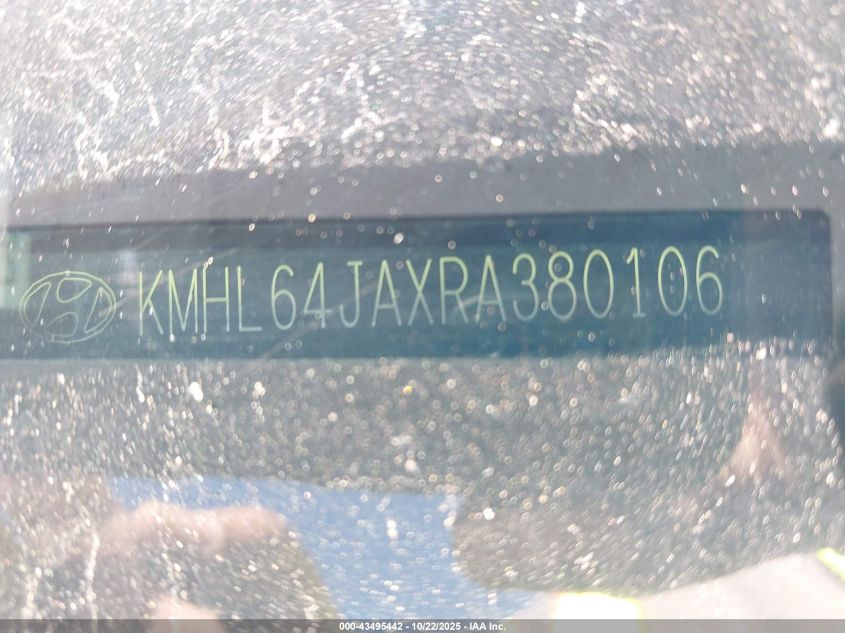 KMHL64JAXRA380106
000-43495442 - 10/22/2025 - IAA Inc.